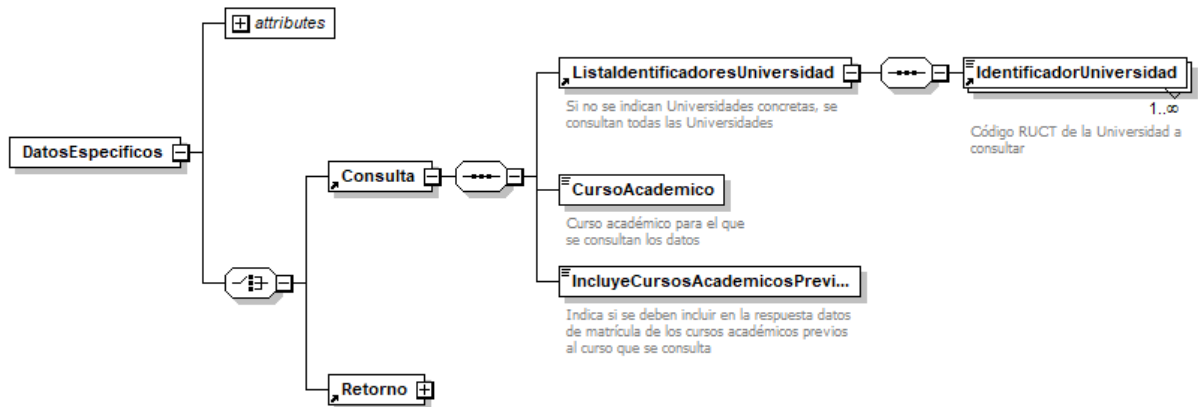 attributes
ListaIdentificadoresUniversidad
IdentificadorUniversidad
Si no se indican Universidades concretas, se
consultan todas las Universidades
1..∞
Código RUCT de la Universidad a
consultar
DatosEspecificos
Consulta
CursoAcademico
Curso académico para el que
se consultan los datos
IncluyeCursosAcademicosPrevi...
Indica si se deben incluir en la respuesta datos
de matrícula de los cursos académicos previos
al curso que se consulta
Retorno